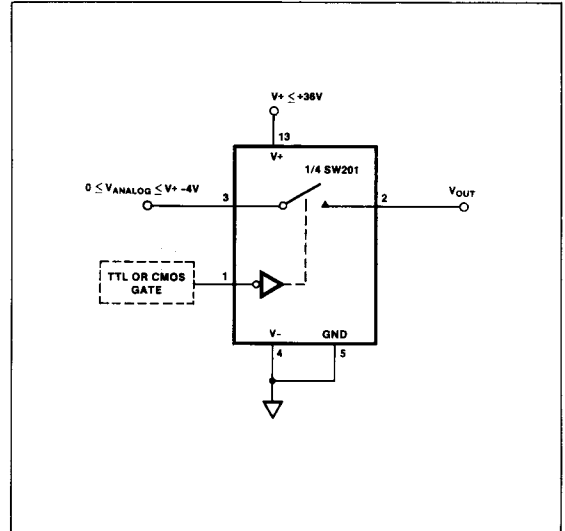 V+ ≤ +36V
13
V+
1/4 SW201
0 ≤ VANALOG ≤ V+ -4V
3
2
VOUT
TTL OR CMOS
GATE
1
V-
GND
4
5